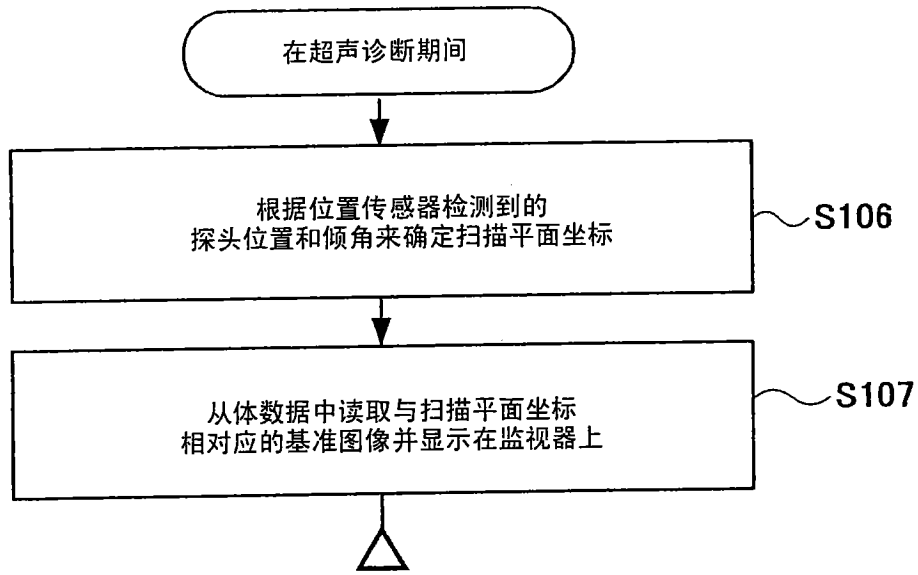 在超声诊断期间
根据位置传感器检测到的
探头位置和倾角来确定扫描平面坐标
S106
从体数据中读取与扫描平面坐标
相对应的基准图像并显示在监视器上
S107